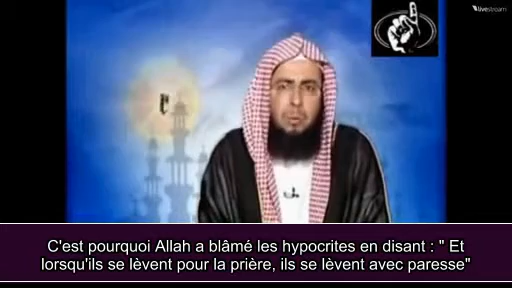 livestream
C'est pourquoi Allah a blâmé les hypocrites en disant : " Et
lorsqu'ils se lèvent pour la prière, ils se lèvent avec paresse"